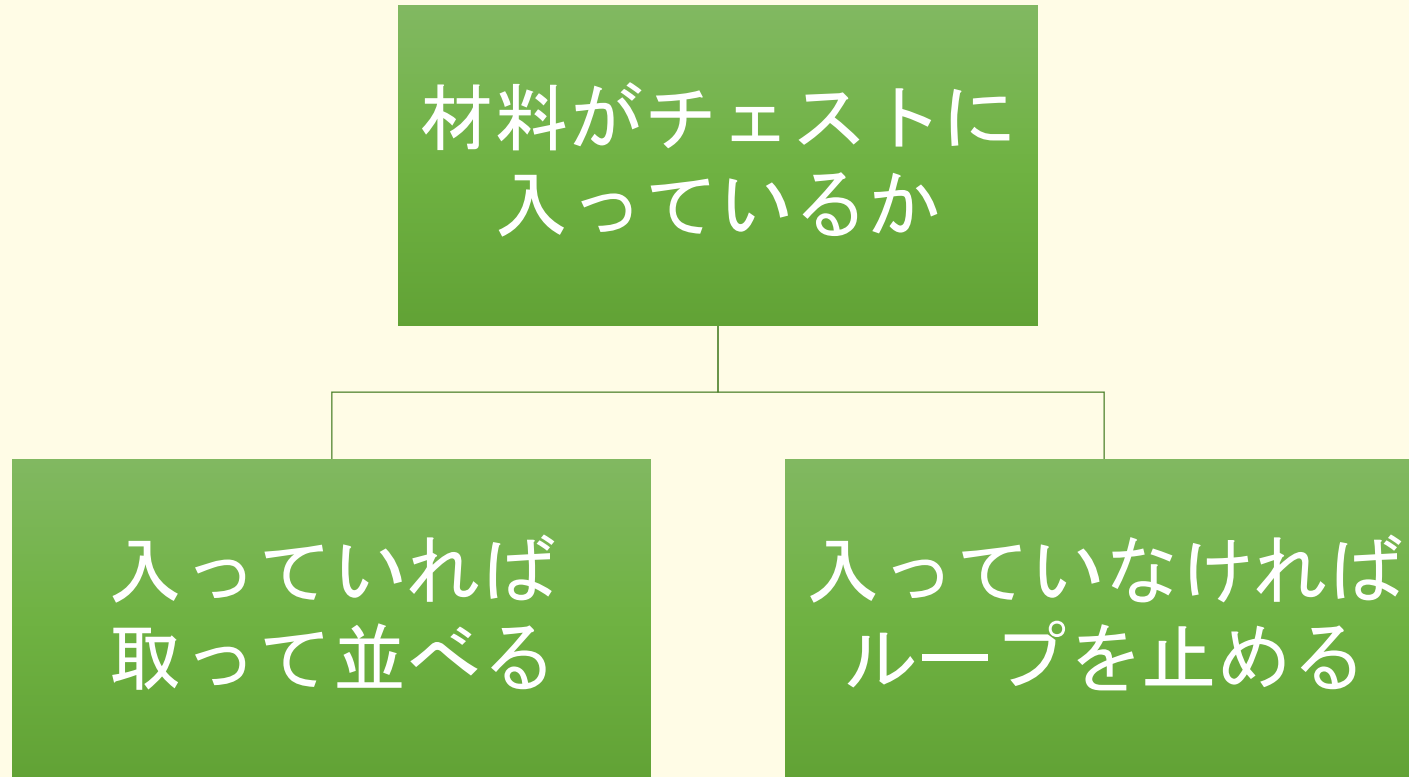 材料がチェストに
入っているか
入っていれば
取って並べる
入っていなければ
ループを止める